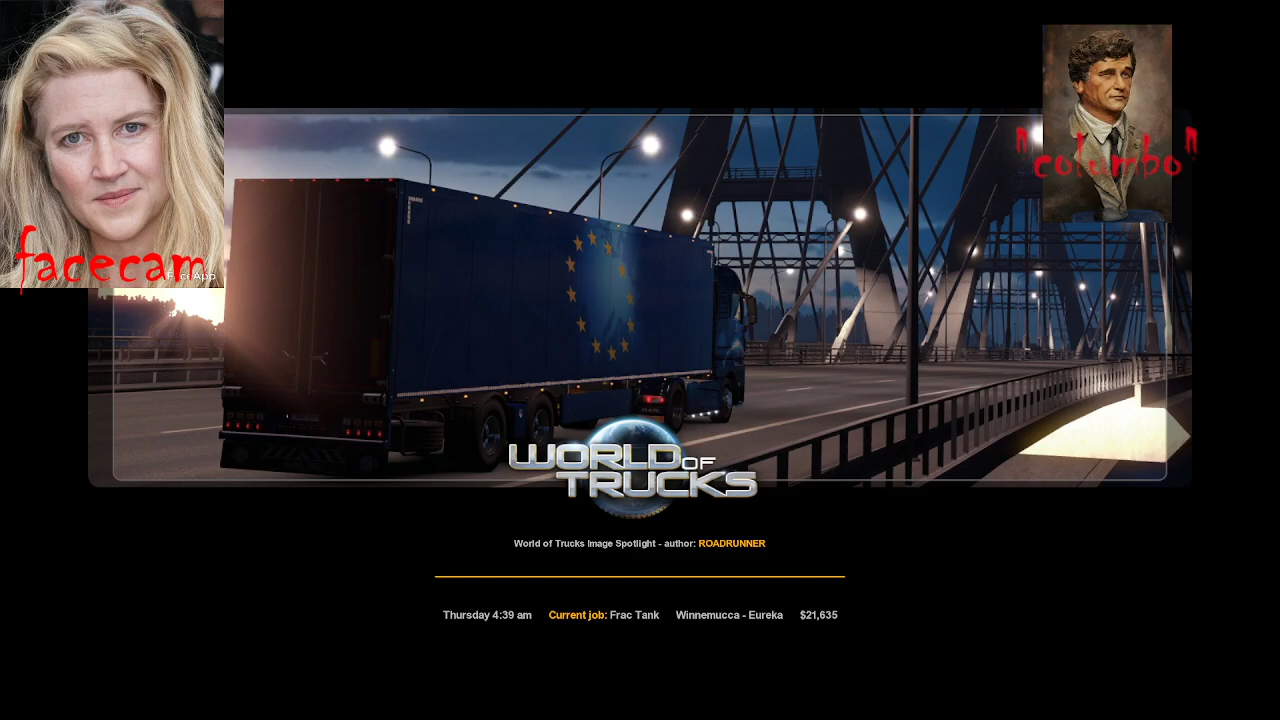 facecam
FaceApp
"columbo"
WORLD OF
TRUCKS
World of Trucks Image Spotlight - author: ROADRUNNER
Thursday 4:39 am Current job: Frac Tank Winnemucca - Eureka $21,635